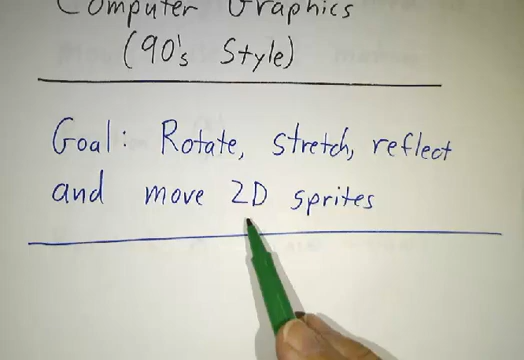 Computer Graphics
(90's Style)
Goal: Rotate, stretch, reflect
and move 2D sprites